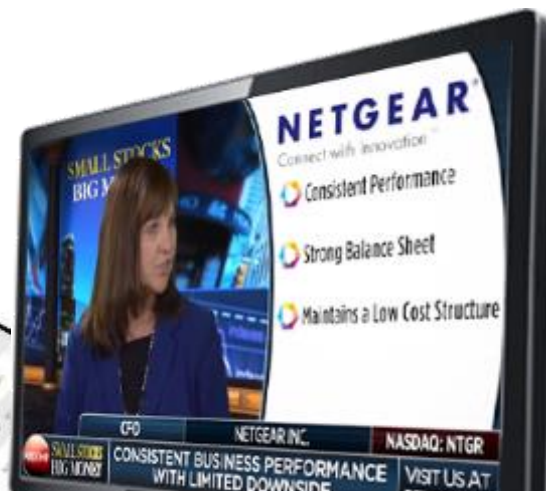 NETGEAR
Connect with Innovation™
Consistent Performance
Strong Balance Sheet
Maintains a Low Cost Structure
SMALL STOCKS
BIG
CFO
NETGEAR INC.
NASDAQ: NTGR
SMALL STOCKS
BIG MONEY
CONSISTENT BUSINESS PERFORMANCE
WITH LIMITED DOWNSIDE
VISIT US AT